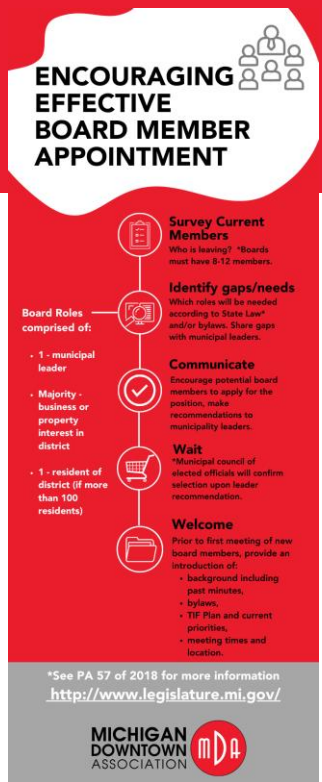 ENCOURAGING
EFFECTIVE
BOARD MEMBER
APPOINTMENT
Survey Current
Members
Who is leaving? *Boards
must have 8-12 members.
Identify gaps/needs
Which roles will be needed
according to State Law*
and/or bylaws. Share gaps
with municipal leaders.
Board Roles
comprised of:
• 1 - municipal
leader
• Majority -
business or
property
interest in
district
• 1 - resident of
district (if more
than 100
residents)
Communicate
Encourage potential board
members to apply for the
position, make
recommendations to
municipality leaders.
Wait
*Municipal council of
elected officials will confirm
selection upon leader
recommendation.
Welcome
Prior to first meeting of new
board members, provide an
introduction of:
• background including
past minutes,
• bylaws,
• TIF Plan and current
priorities,
• meeting times and
location.
*See PA 57 of 2018 for more information
http://www.legislature.mi.gov/
MICHIGAN
DOWNTOWN
ASSOCIATION
mDA